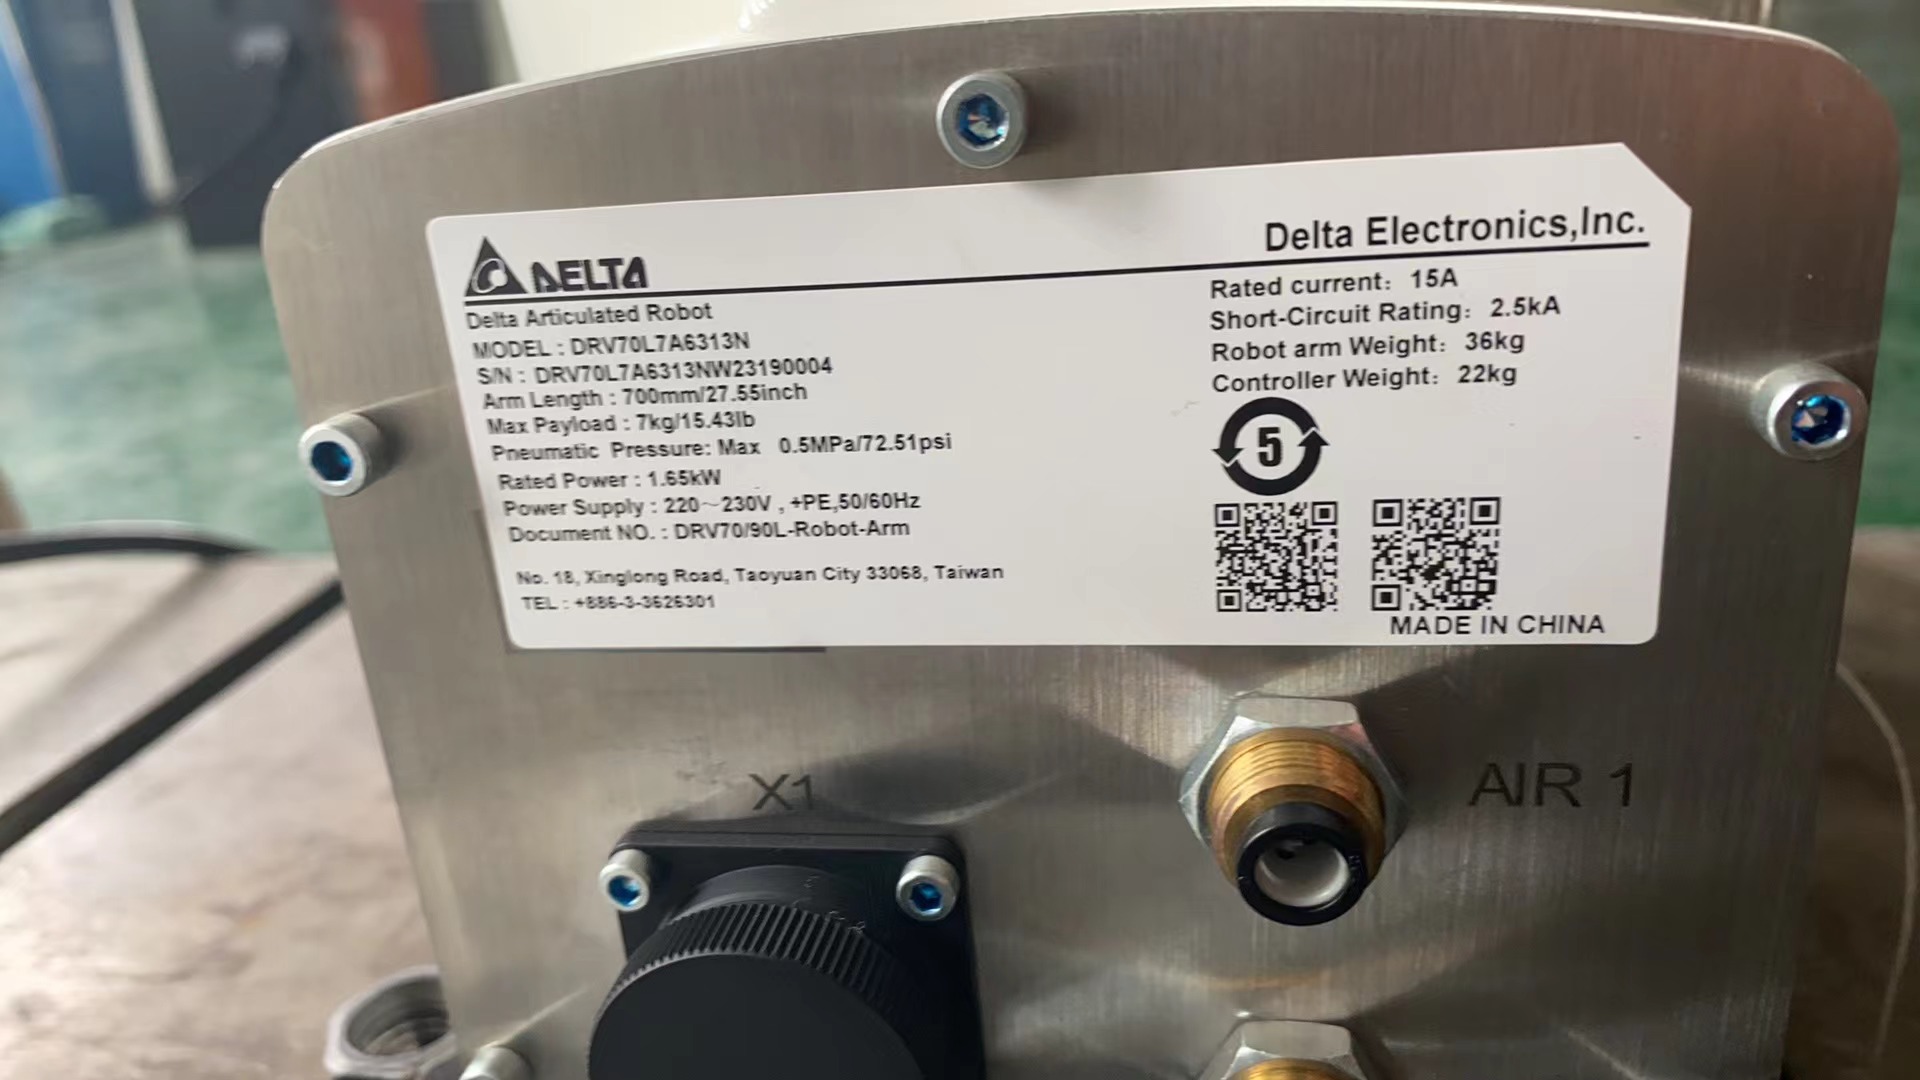 DELTA
Delta Electronics,Inc.
Delta Articulated Robot
MODEL : DRV70L7A6313N
S/N : DRV70L7A6313NW23190004
Arm Length : 700mm/27.55inch
Max Payload : 7kg/15.43lb
Pneumatic Pressure: Max 0.5MPa/72.51psi
Rated Power : 1.65kW
Power Supply : 220～230V , +PE,50/60Hz
Document NO. : DRV70/90L-Robot-Arm
No. 18, Xinglong Road, Taoyuan City 33068, Taiwan
TEL : +886-3-3626301
Rated current: 15A
Short-Circuit Rating: 2.5kA
Robot arm Weight: 36kg
Controller Weight: 22kg
5
MADE IN CHINA
X1
AIR 1